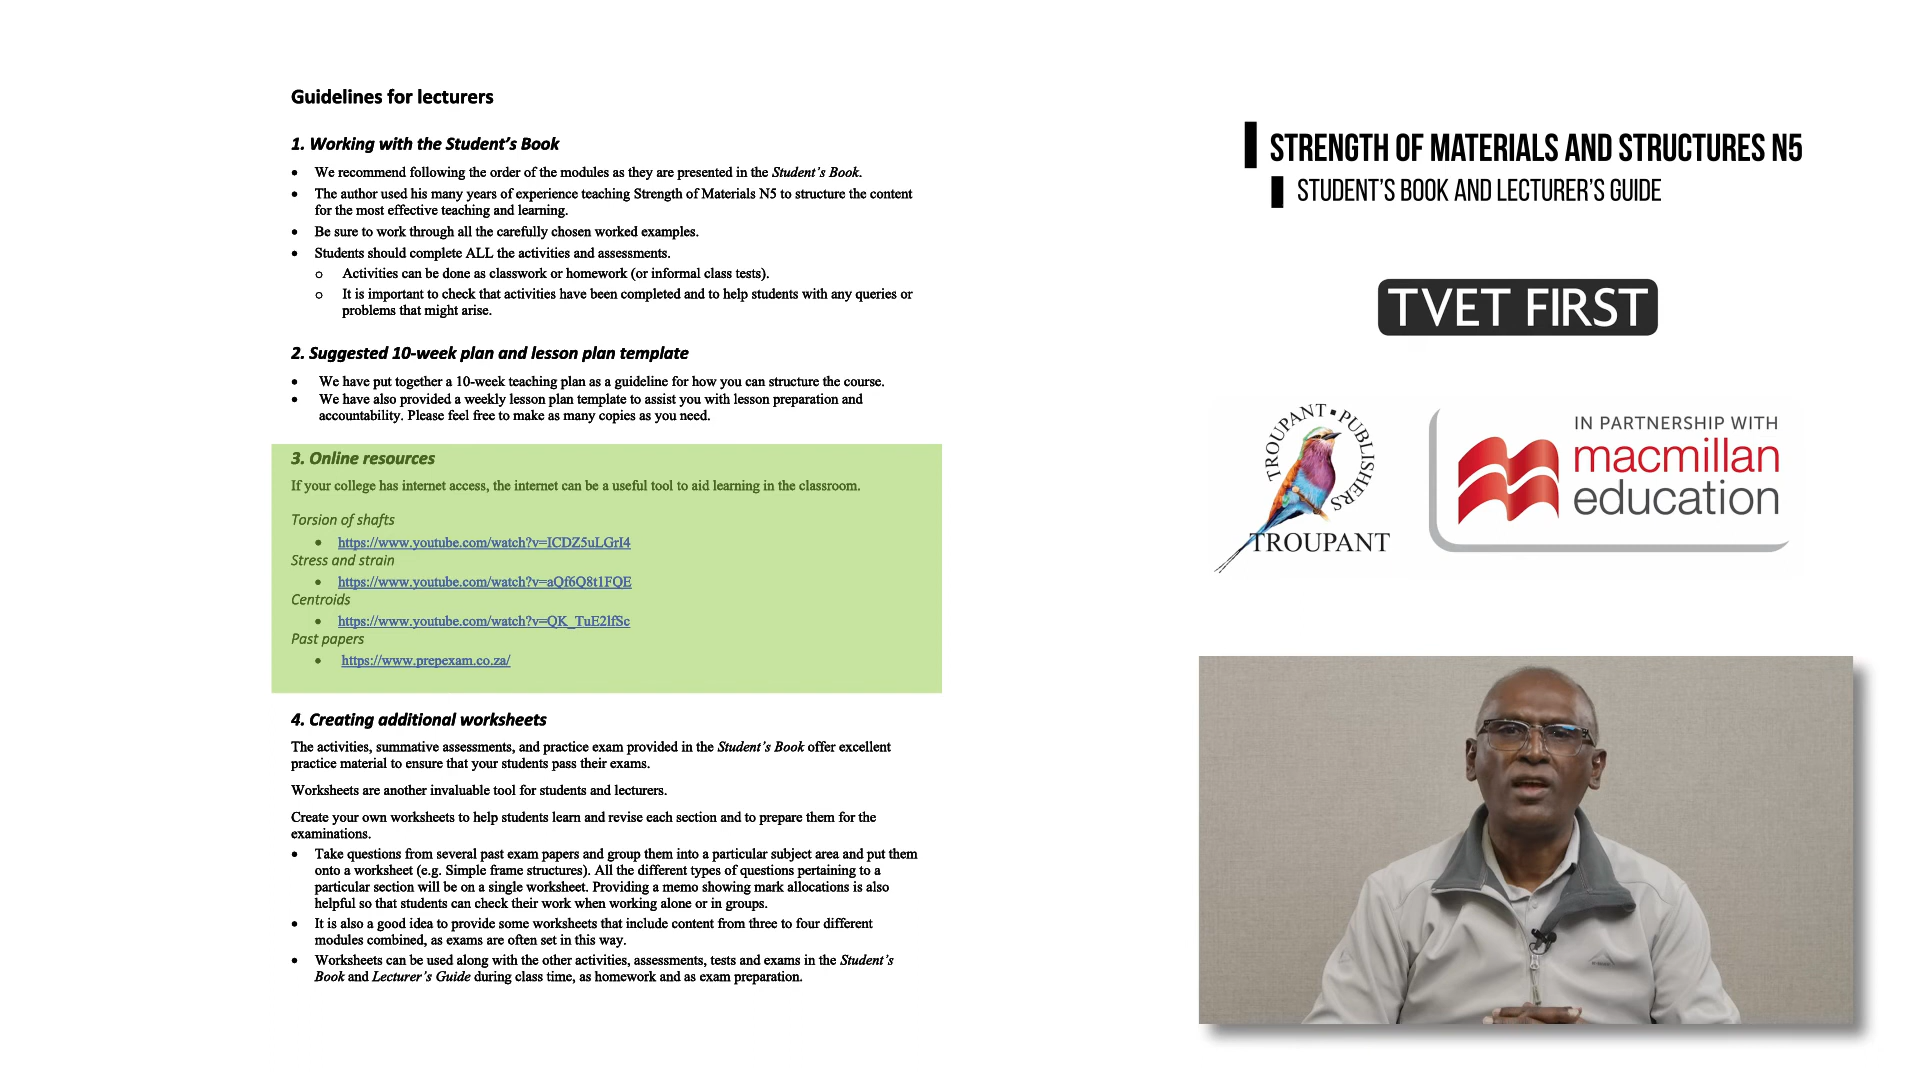 Guidelines for lecturers
1. Working with the Student's Book
• We recommend following the order of the modules as they are presented in the Student's Book.
• The author used his many years of experience teaching Strength of Materials N5 to structure the content
for the most effective teaching and learning.
• Be sure to work through all the carefully chosen worked examples.
• Students should complete ALL the activities and assessments.
o Activities can be done as classwork or homework (or informal class tests).
o It is important to check that activities have been completed and to help students with any queries or
problems that might arise.
2. Suggested 10-week plan and lesson plan template
• We have put together a 10-week teaching plan as a guideline for how you can structure the course.
• We have also provided a weekly lesson plan template to assist you with lesson preparation and
accountability. Please feel free to make as many copies as you need.
3. Online resources
If your college has internet access, the internet can be a useful tool to aid learning in the classroom.
Torsion of shafts
• https://www.youtube.com/watch?v=ICDZ5uLGrI4
Stress and strain
• https://www.youtube.com/watch?v=aQf6Q8t1FQE
Centroids
• https://www.youtube.com/watch?v=QK_TuE2lfSc
Past papers
• https://www.prepexam.co.za/
4. Creating additional worksheets
The activities, summative assessments, and practice exam provided in the Student's Book offer excellent
practice material to ensure that your students pass their exams.
Worksheets are another invaluable tool for students and lecturers.
Create your own worksheets to help students learn and revise each section and to prepare them for the
examinations.
• Take questions from several past exam papers and group them into a particular subject area and put them
onto a worksheet (e.g. Simple frame structures). All the different types of questions pertaining to a
particular section will be on a single worksheet. Providing a memo showing mark allocations is also
helpful so that students can check their work when working alone or in groups.
• It is also a good idea to provide some worksheets that include content from three to four different
modules combined, as exams are often set in this way.
• Worksheets can be used along with the other activities, assessments, tests and exams in the Student's
Book and Lecturer's Guide during class time, as homework and as exam preparation.
STRENGTH OF MATERIALS AND STRUCTURES N5
STUDENT'S BOOK AND LECTURER'S GUIDE
TVET FIRST
TROUPANT • PUBLISHERS
TROUPANT
IN PARTNERSHIP WITH
macmillan
education